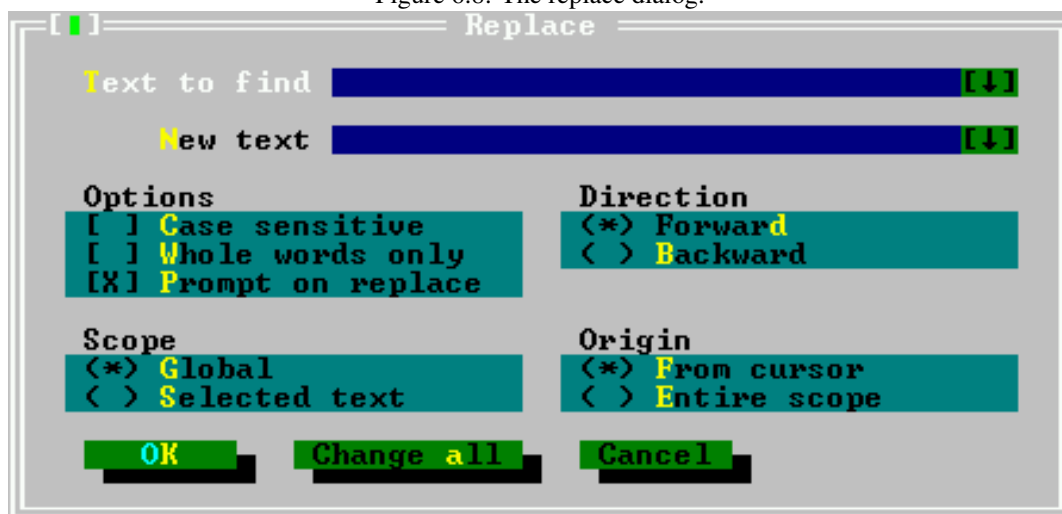 Figure 6.8: The replace dialog.
[▮] Replace
Text to find [↓]
New text [↓]
Options
[ ] Case sensitive
[ ] Whole words only
[X] Prompt on replace
Direction
(*) Forward
( ) Backward
Scope
(*) Global
( ) Selected text
Origin
(*) From cursor
( ) Entire scope
OK Change all Cancel